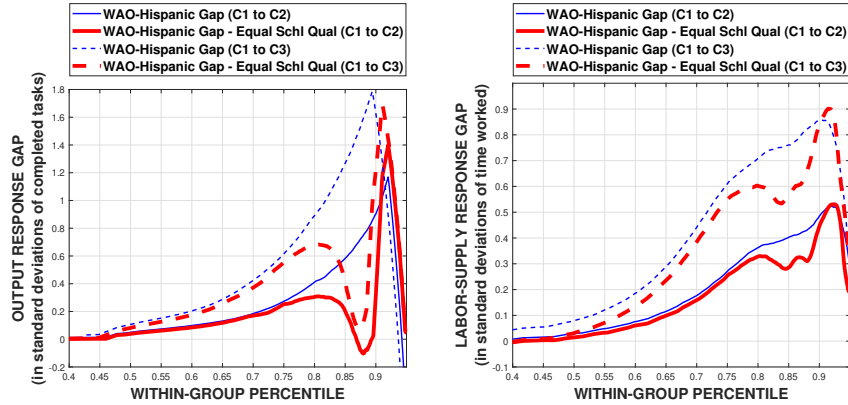 WAO-Hispanic Gap (C1 to C2)
WAO-Hispanic Gap - Equal Schl Qual (C1 to C2)
WAO-Hispanic Gap (C1 to C3)
WAO-Hispanic Gap - Equal Schl Qual (C1 to C3)
OUTPUT RESPONSE GAP
(in standard deviations of completed tasks)
1.8
1.6
1.4
1.2
1
0.8
0.6
0.4
0.2
0
-0.2
0.4 0.45 0.5 0.55 0.6 0.65 0.7 0.75 0.8 0.85 0.9
WITHIN-GROUP PERCENTILE
WAO-Hispanic Gap (C1 to C2)
WAO-Hispanic Gap - Equal Schl Qual (C1 to C2)
WAO-Hispanic Gap (C1 to C3)
WAO-Hispanic Gap - Equal Schl Qual (C1 to C3)
LABOR-SUPPLY RESPONSE GAP
(in standard deviations of time worked)
0.9
0.8
0.7
0.6
0.5
0.4
0.3
0.2
0.1
0
-0.1
0.4 0.45 0.5 0.55 0.6 0.65 0.7 0.75 0.8 0.85 0.9
WITHIN-GROUP PERCENTILE